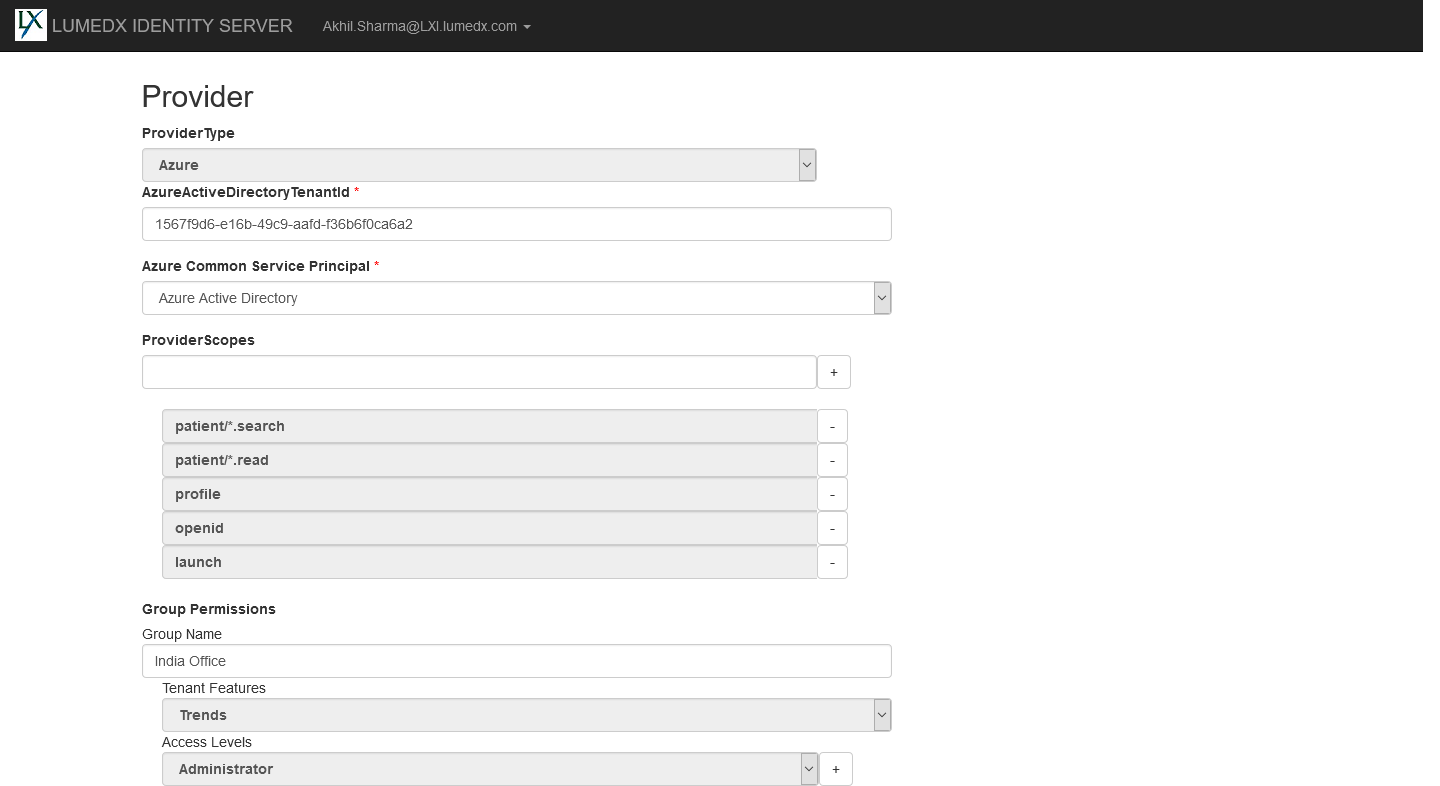 LX LUMEDX IDENTITY SERVER Akhil.Sharma@LXI.lumedx.com
Provider
ProviderType
Azure
AzureActiveDirectoryTenantId *
1567f9d6-e16b-49c9-aafd-f36b6f0ca6a2
Azure Common Service Principal *
Azure Active Directory
ProviderScopes
+
patient/*.search -
patient/*.read -
profile -
openid -
launch -
Group Permissions
Group Name
India Office
Tenant Features
Trends
Access Levels
Administrator +